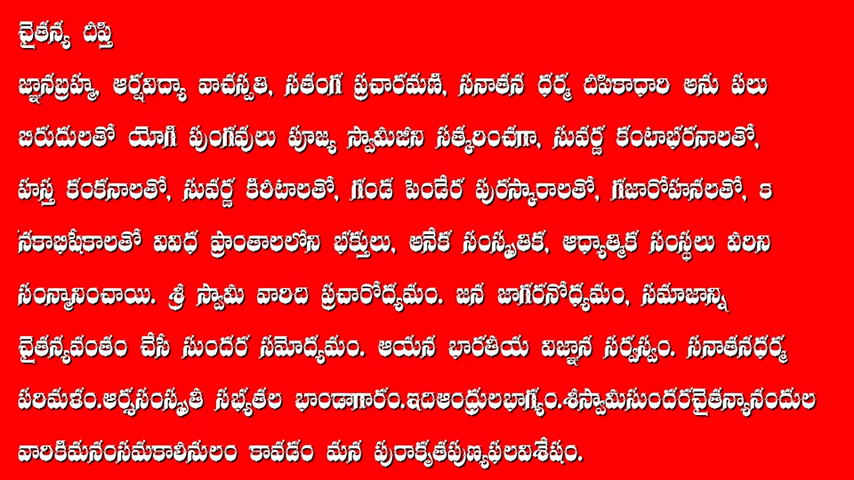 ఛైతన్య దీప్తి
జ్ఞానబ్రహ్మ, ఆర్షవిద్యా వాచస్పతి, సతంగ ప్రచారమణి, సనాతన ధర్మ దీపికాధారి అను పలు
బిరుదులతో యోగి పుంగవులు పూజ్య స్వామిజీని సత్కరించగా, సువర్ణ కంటాభరనాలతో,
హస్త కంకనాలతో, సువర్ణ కిరిటాలతో, గండ పెండేర పురస్కారాలతో, గజారోహనలతో, క
నకాభిషేకాలతో వివిధ ప్రాంతాలలోని భక్తులు, అనేక సంస్కృతిక, ఆధ్యాత్మిక సంస్థలు వీరిని
సంన్మానించాయి. శ్రీ స్వామి వారిది ప్రచారోద్యమం. జన జాగరనోధ్యమం, సమాజాన్ని
చైతన్యవంతం చేసే సుందర సమోద్యమం. ఆయన భారతీయ విజ్ఞాన సర్వస్వం. సనాతనధర్మ
పరిమళం.ఆర్శసంస్కృతీ సభ్యతల భాండాగారం.ఇదిఆంధ్రులభాగ్యం.శీస్వామిసుందరచైతన్యానందుల
వారికిమనంసమకాలీనులం కావడం మన పురాకృతపుణ్యఫలవిశేషం.